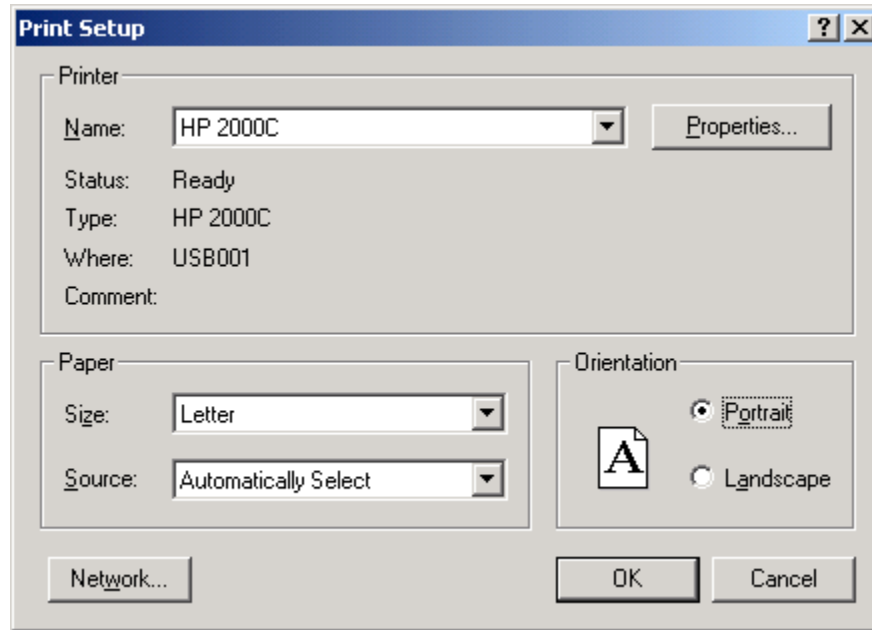 Print Setup
Printer
Name: HP 2000C Properties...
Status: Ready
Type: HP 2000C
Where: USB001
Comment:
Paper
Size: Letter
Source: Automatically Select
Orientation
A
Portrait
Landscape
Network... OK Cancel